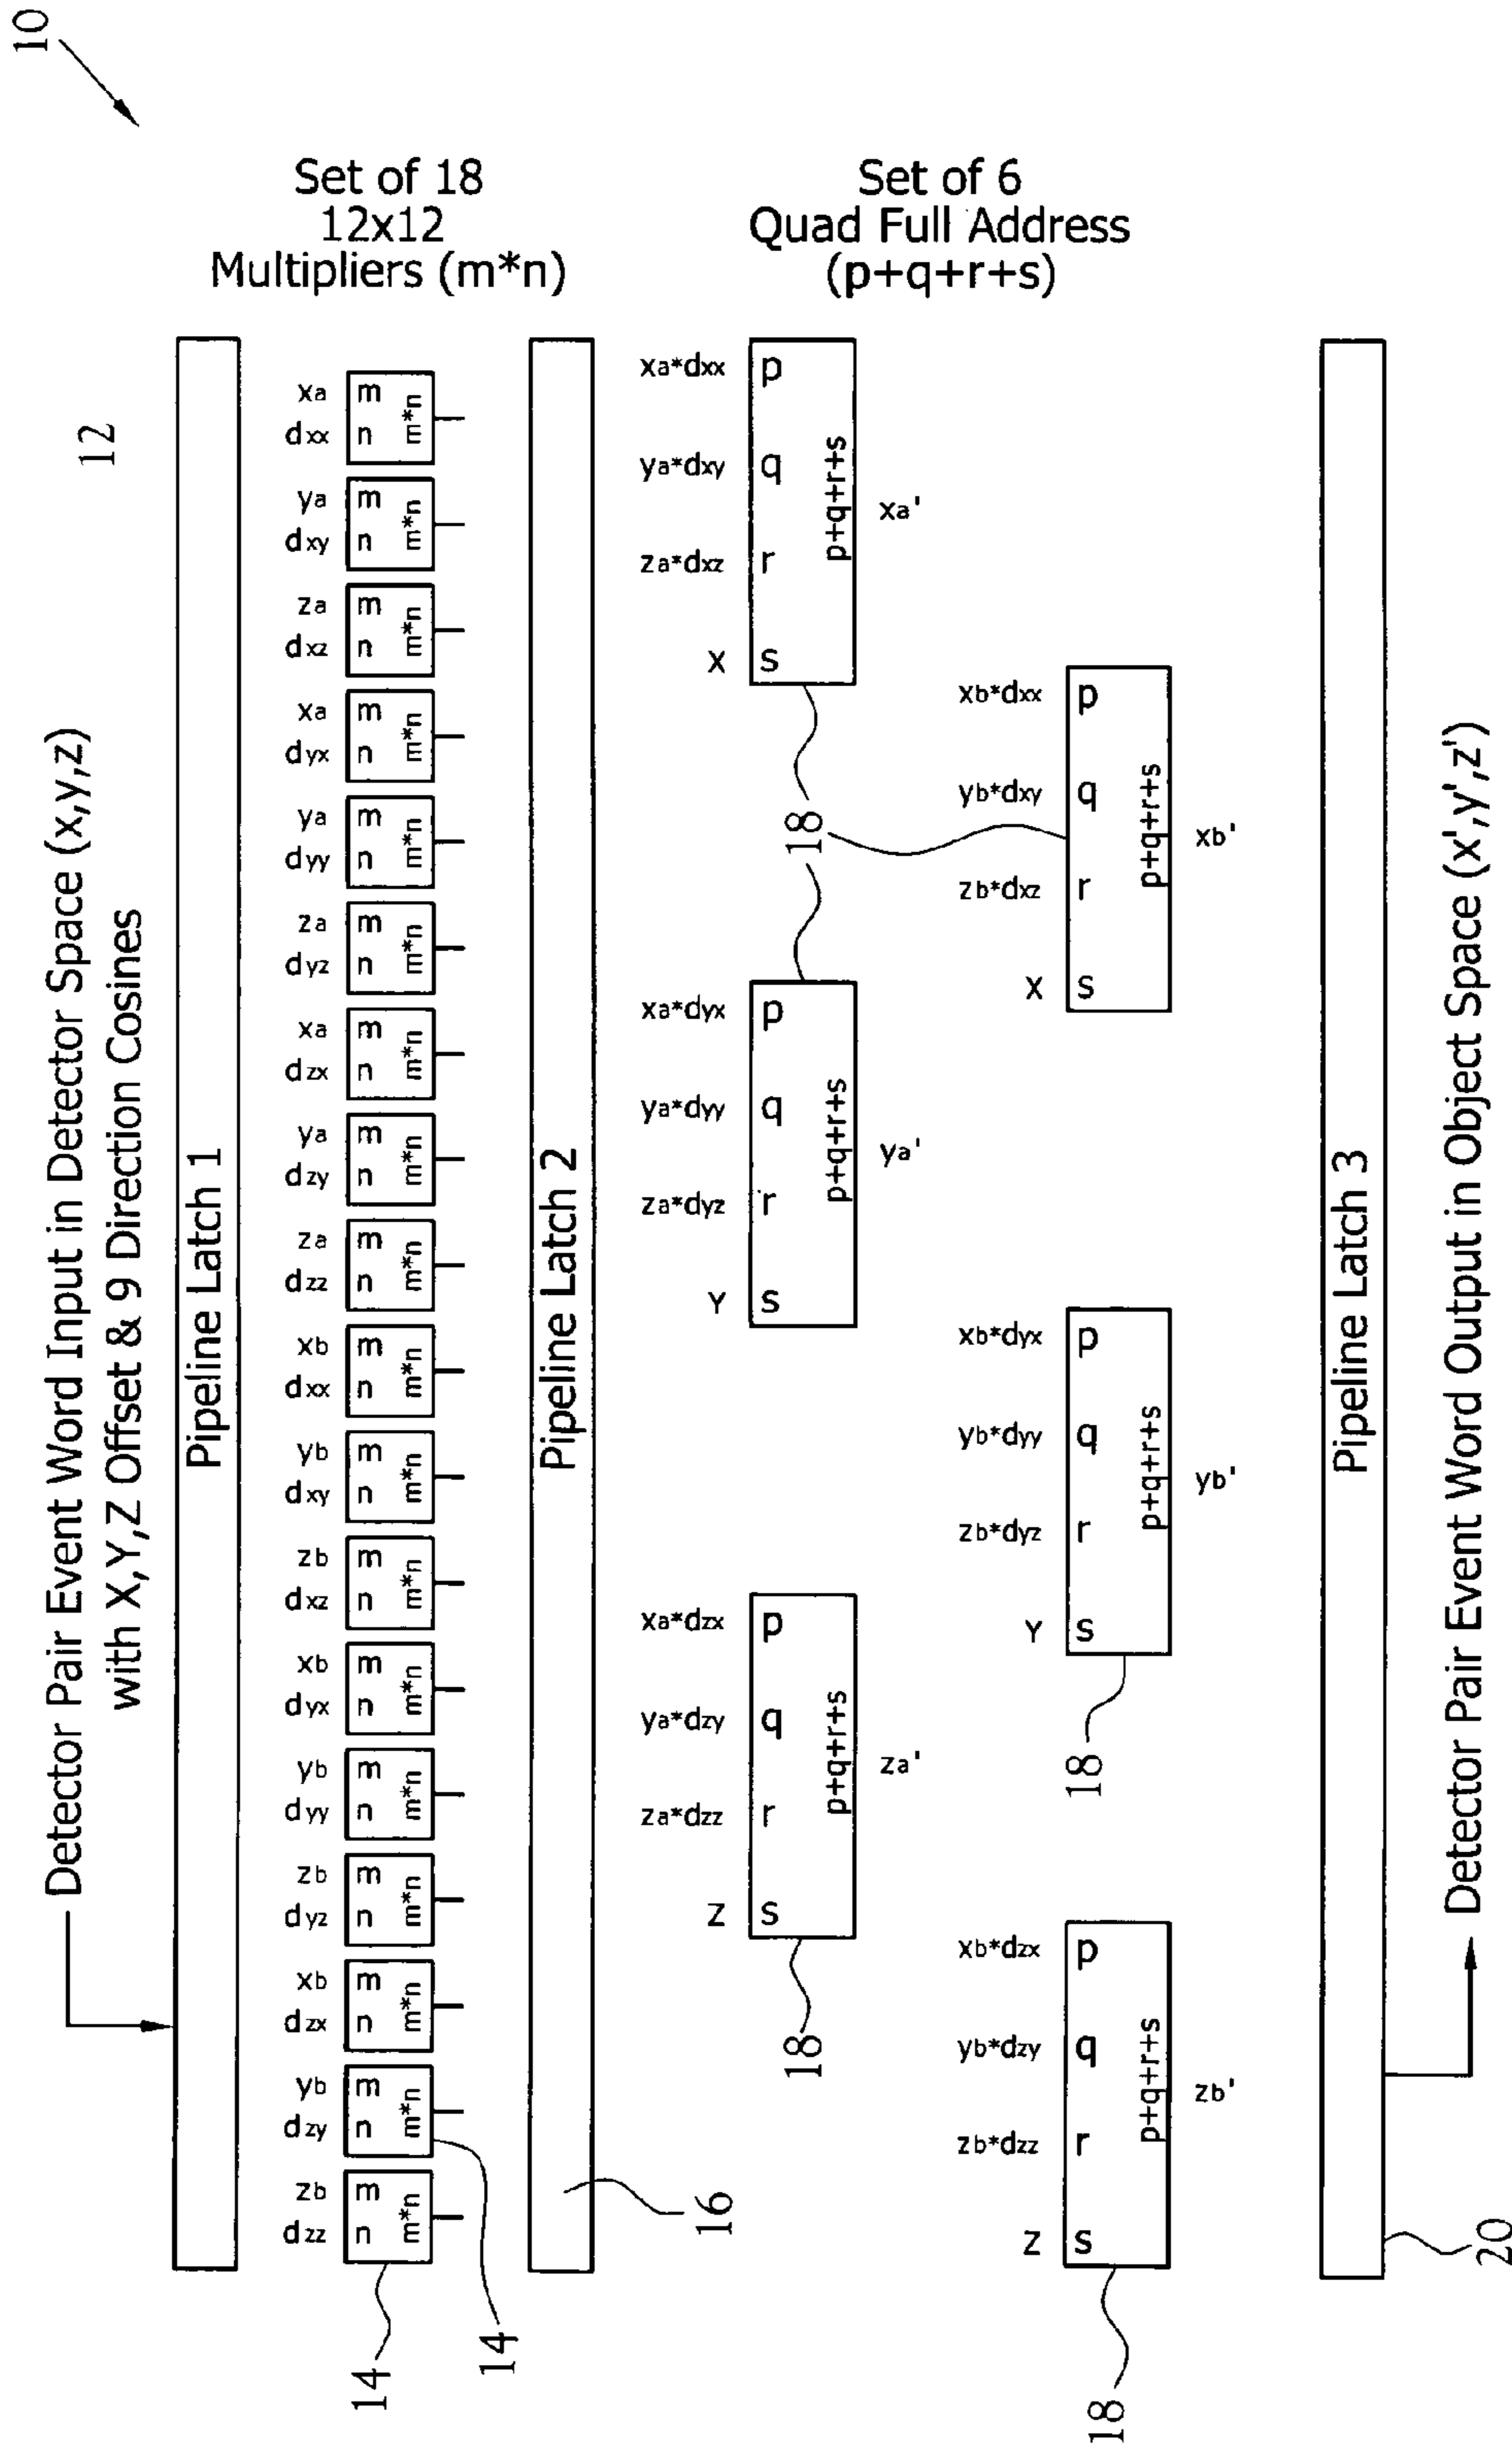 10
Detector Pair Event Word Input in Detector Space (x,y,z)
with X,Y,Z Offset & 9 Direction Cosines
12
Pipeline Latch 1
Set of 18
12x12
Multipliers (m*n)
dzz zb dzy yb dzx xb dyz zb dyy yb dyx xb dxz zb dxy yb dxx xb dzz za dzy ya dzx xa dyz za dyy ya dyx xa dxz za dxy ya dxx xa
n m n m n m n m n m n m n m n m n m n m n m n m n m n m n m n m n m n m
m*n m*n m*n m*n m*n m*n m*n m*n m*n m*n m*n m*n m*n m*n m*n m*n m*n m*n
14
14
Pipeline Latch 2
16
Set of 6
Quad Full Address
(p+q+r+s)
Z za*dzz ya*dzy xa*dzx Y za*dyz ya*dyy xa*dyx X za*dxz ya*dxy xa*dxx
s r q p s r q p s r q p
p+q+r+s p+q+r+s p+q+r+s
18 18
za' ya' xa'
Z zb*dzz yb*dzy xb*dzx Y zb*dyz yb*dyy xb*dyx X zb*dxz yb*dxy xb*dxx
s r q p s r q p s r q p
p+q+r+s p+q+r+s p+q+r+s
18 18
zb' yb' xb'
Pipeline Latch 3
20
Detector Pair Event Word Output in Object Space (x',y',z')